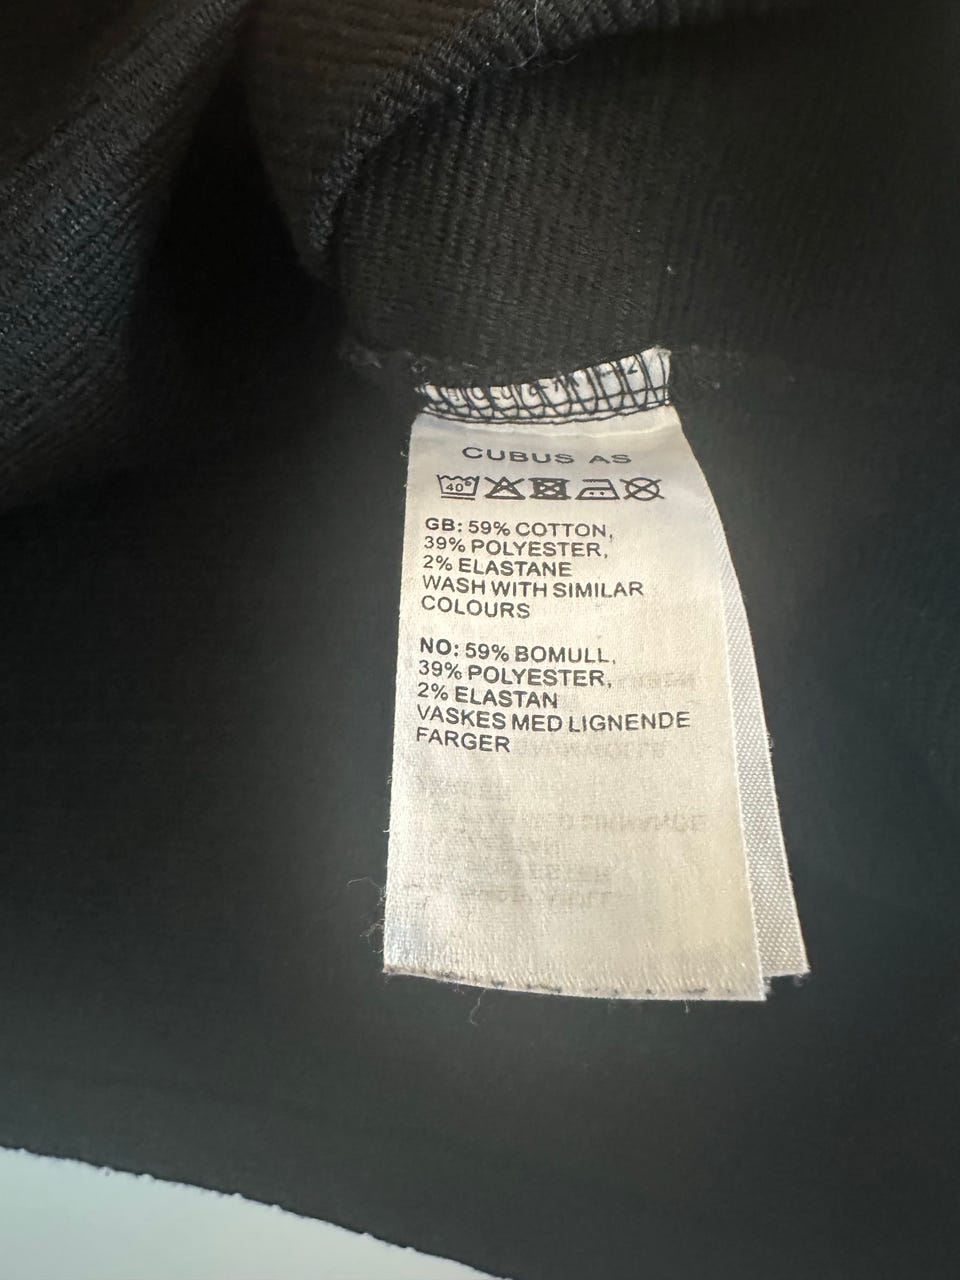 CUBUS AS
40°
GB: 59% COTTON,
39% POLYESTER,
2% ELASTANE
WASH WITH SIMILAR
COLOURS
NO: 59% BOMULL,
39% POLYESTER,
2% ELASTAN
VASKES MED LIGNENDE
FARGER